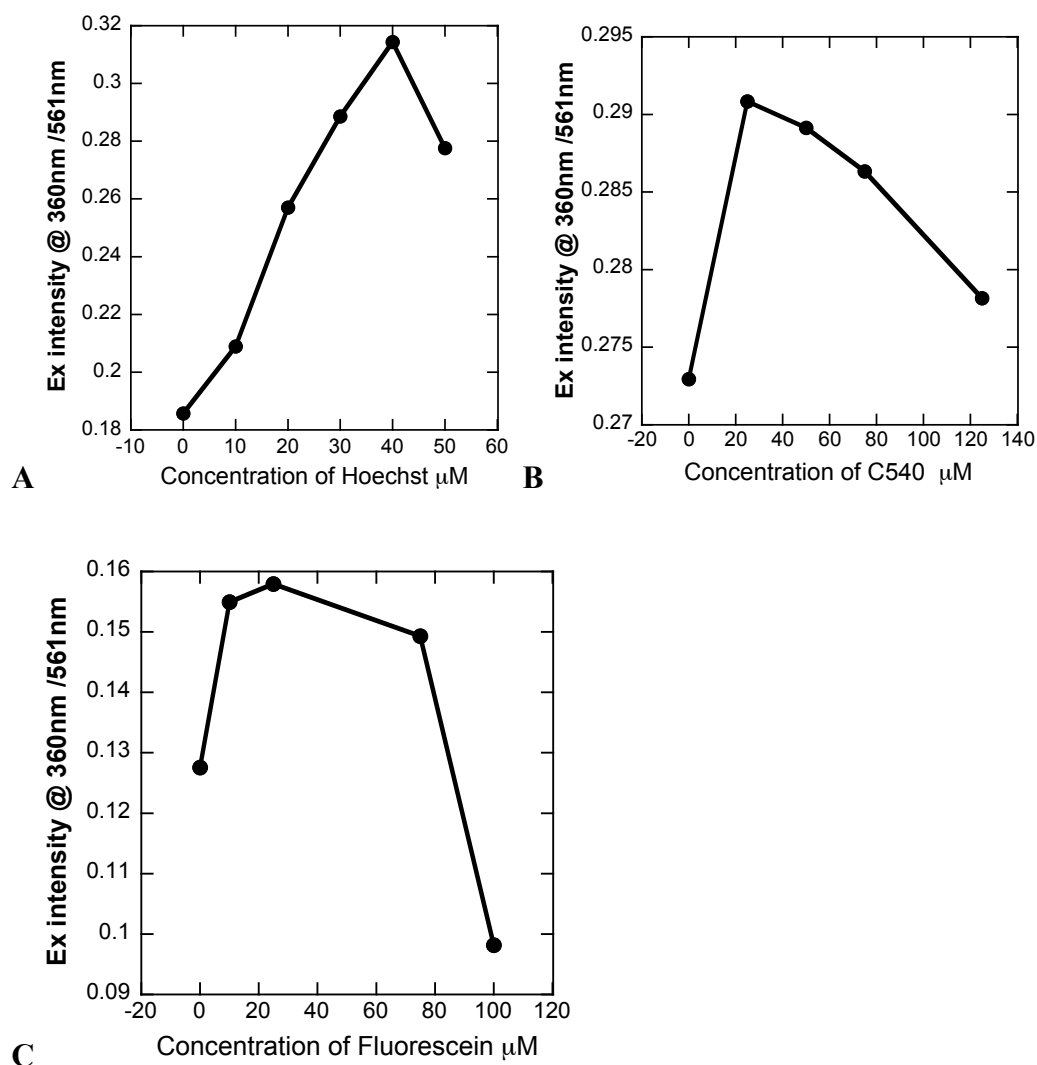 Ex intensity @ 360nm /561nm
0.32
0.3
0.28
0.26
0.24
0.22
0.2
0.18
-10 0 10 20 30 40 50 60
Concentration of Hoechst μM
A
Ex intensity @ 360nm /561nm
0.295
0.29
0.285
0.28
0.275
0.27
-20 0 20 40 60 80 100 120 140
Concentration of C540 μM
B
Ex intensity @ 360nm /561nm
0.16
0.15
0.14
0.13
0.12
0.11
0.1
0.09
-20 0 20 40 60 80 100 120
Concentration of Fluorescein μM
C